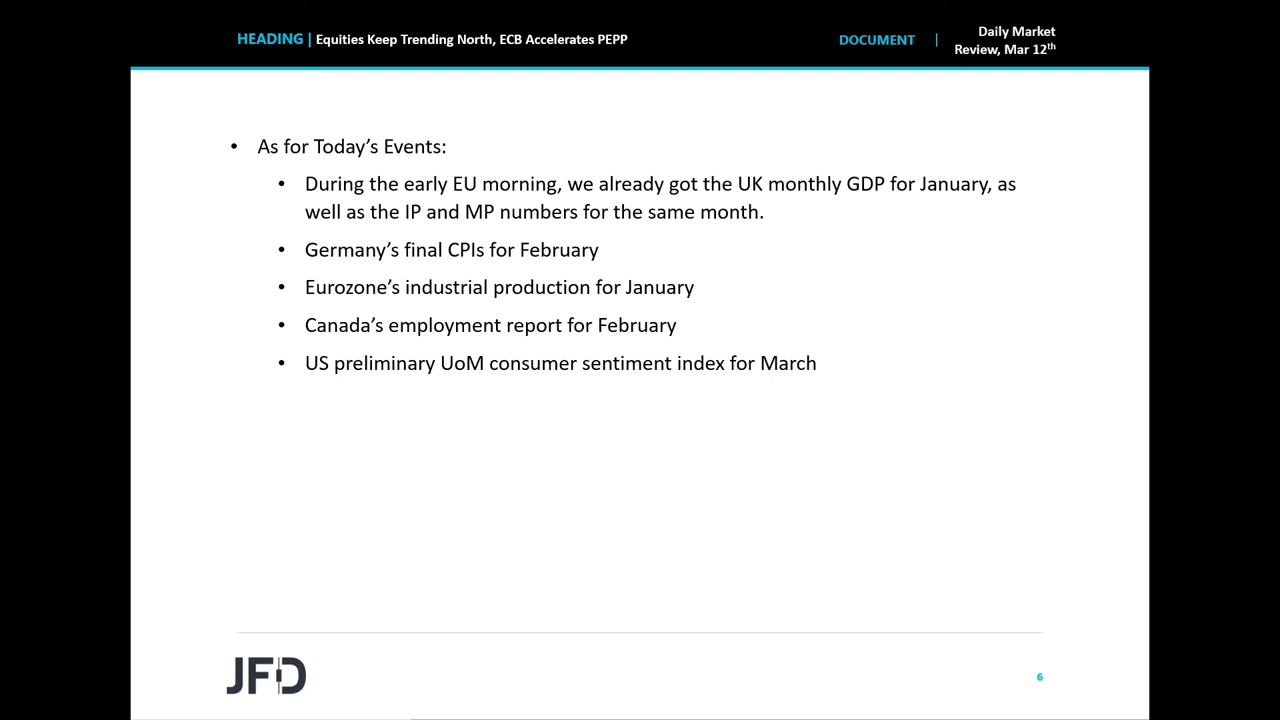 HEADING | Equities Keep Trending North, ECB Accelerates PEPP
DOCUMENT | Daily Market
Review, Mar 12th
• As for Today’s Events:
• During the early EU morning, we already got the UK monthly GDP for January, as
well as the IP and MP numbers for the same month.
• Germany’s final CPIs for February
• Eurozone’s industrial production for January
• Canada’s employment report for February
• US preliminary UoM consumer sentiment index for March
JFD
6